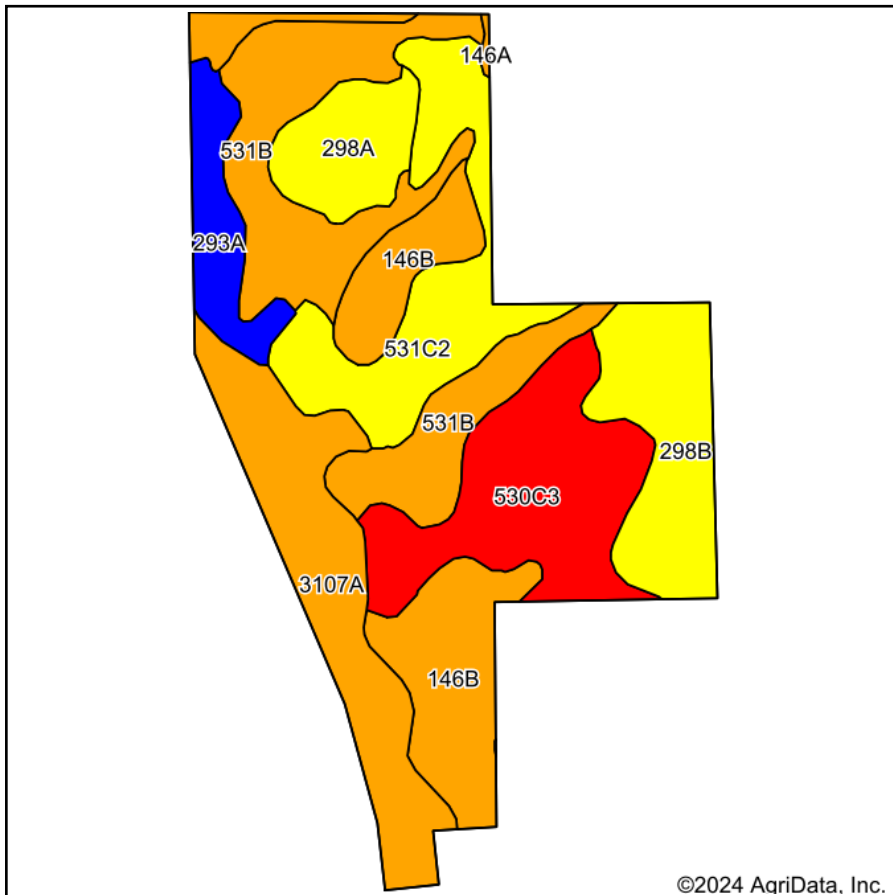 146A
531B
298A
293A
146B
531C2
531B
298B
530C3
3107A
146B
©2024 AgriData, Inc.